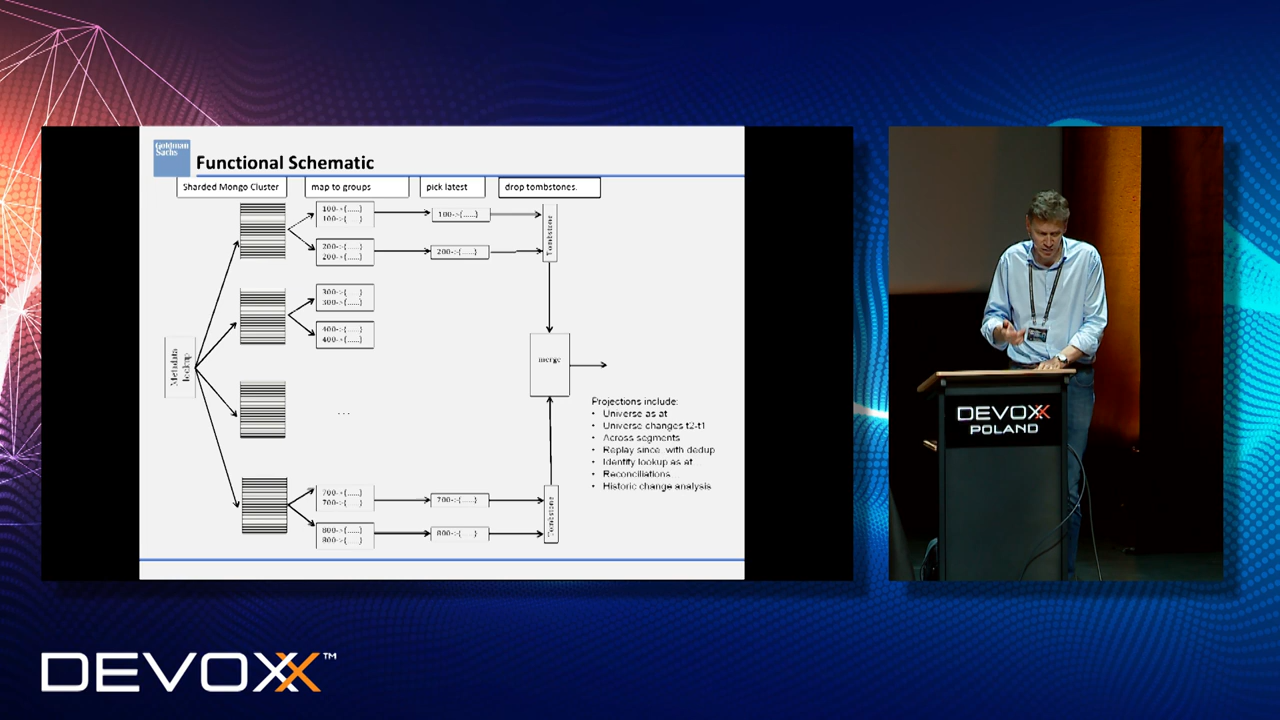 Goldman
Sachs
Functional Schematic
Sharded Mongo Cluster
map to groups
pick latest
drop tombstones.
100->{......}
100->{......}
100->{......}
200->{......}
200->{......}
200->{......}
Tombstone
300->{......}
300->{......}
400->{......}
400->{......}
Metadata
lookup
merge
...
Projections include:
• Universe as at
• Universe changes t2-t1
• Across segments
• Replay since with dedup
• Identity lookup as at
• Reconciliations
• Historic change analysis
700->{......}
700->{......}
700->{......}
800->{......}
800->{......}
800->{......}
Tombstone
DEVOXX
POLAND
DEVOXX™